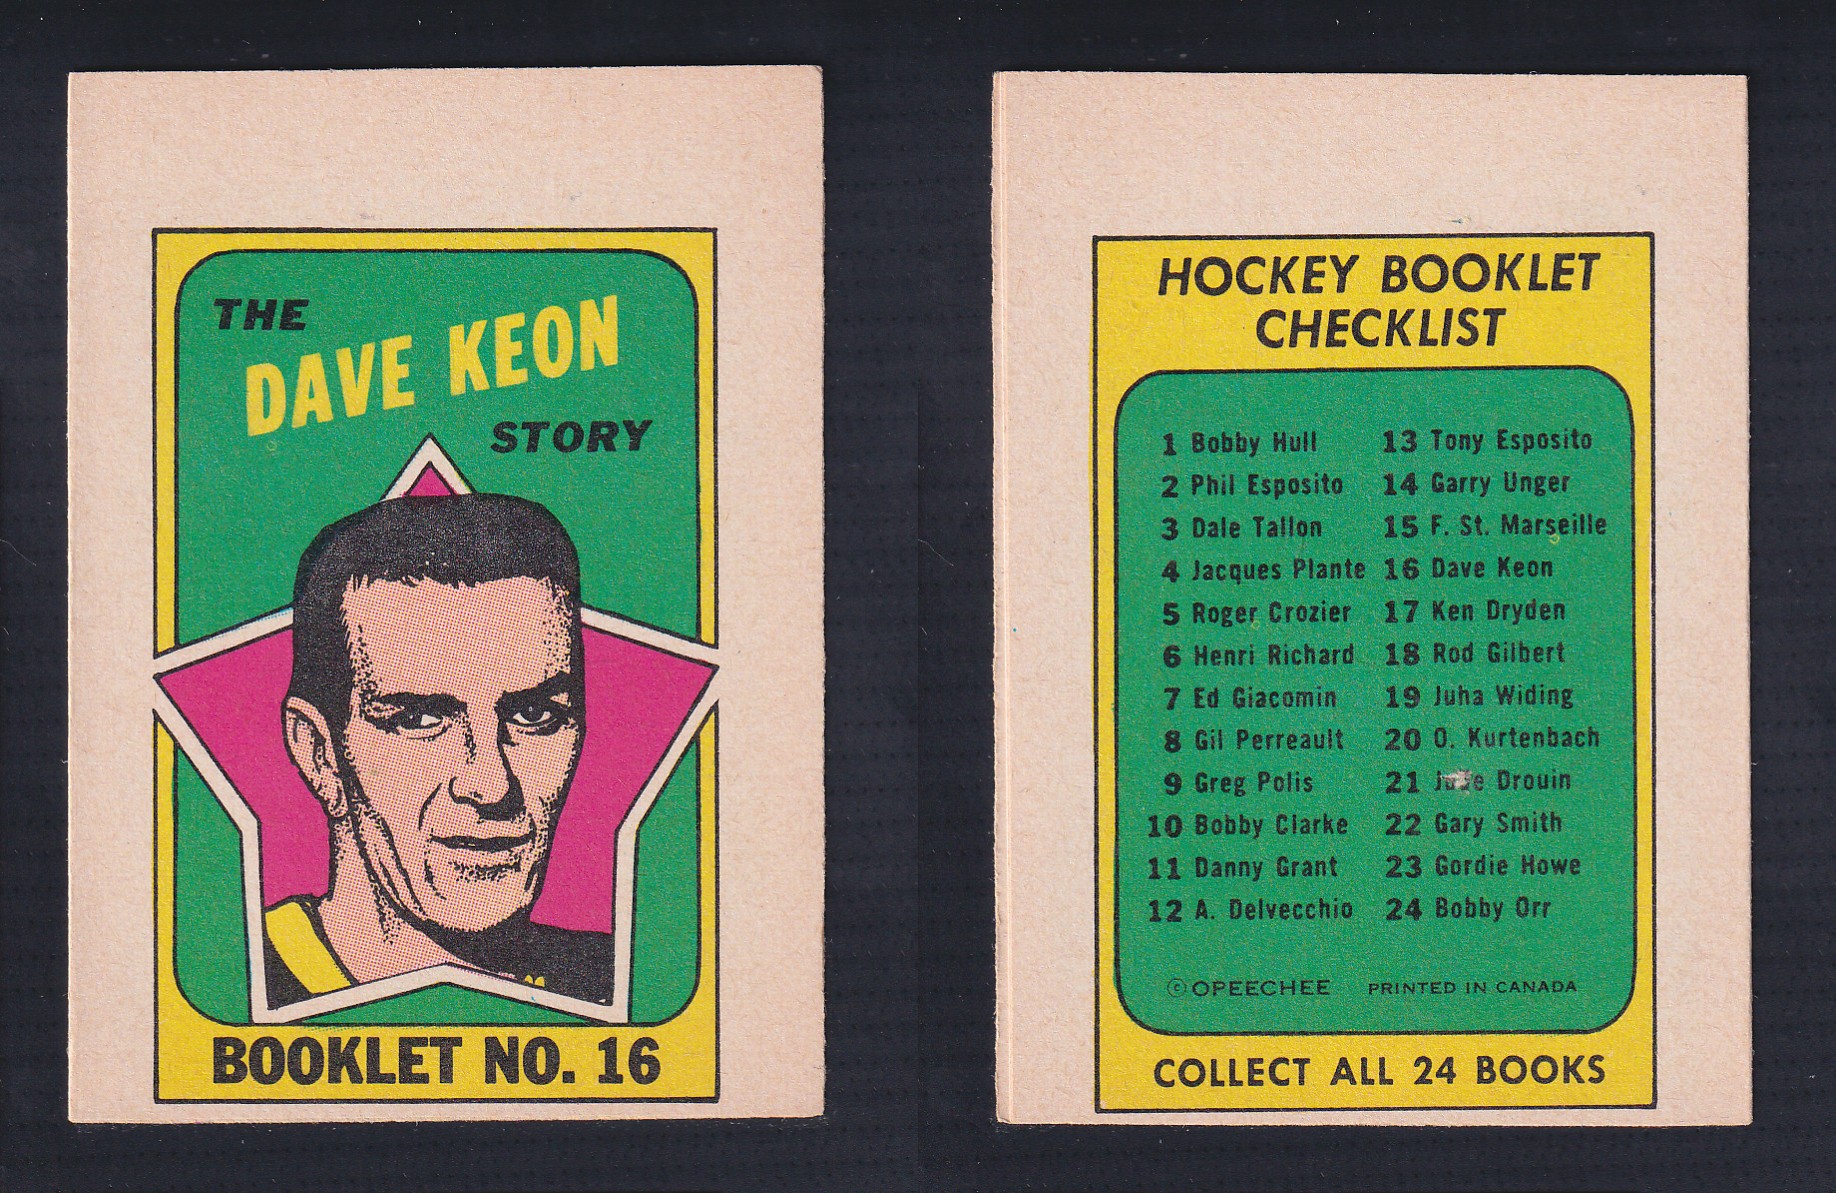 THE
DAVE KEON
STORY
BOOKLET NO. 16
HOCKEY BOOKLET
CHECKLIST
1 Bobby Hull
2 Phil Esposito
3 Dale Tallon
4 Jacques Plante
5 Roger Crozier
6 Henri Richard
7 Ed Giacomin
8 Gil Perreault
9 Greg Polis
10 Bobby Clarke
11 Danny Grant
12 A. Delvecchio
13 Tony Esposito
14 Garry Unger
15 F. St. Marseille
16 Dave Keon
17 Ken Dryden
18 Rod Gilbert
19 Juha Widing
20 O. Kurtenbach
21 Drouin
22 Gary Smith
23 Gordie Howe
24 Bobby Orr
© OPEECHEE PRINTED IN CANADA
COLLECT ALL 24 BOOKS